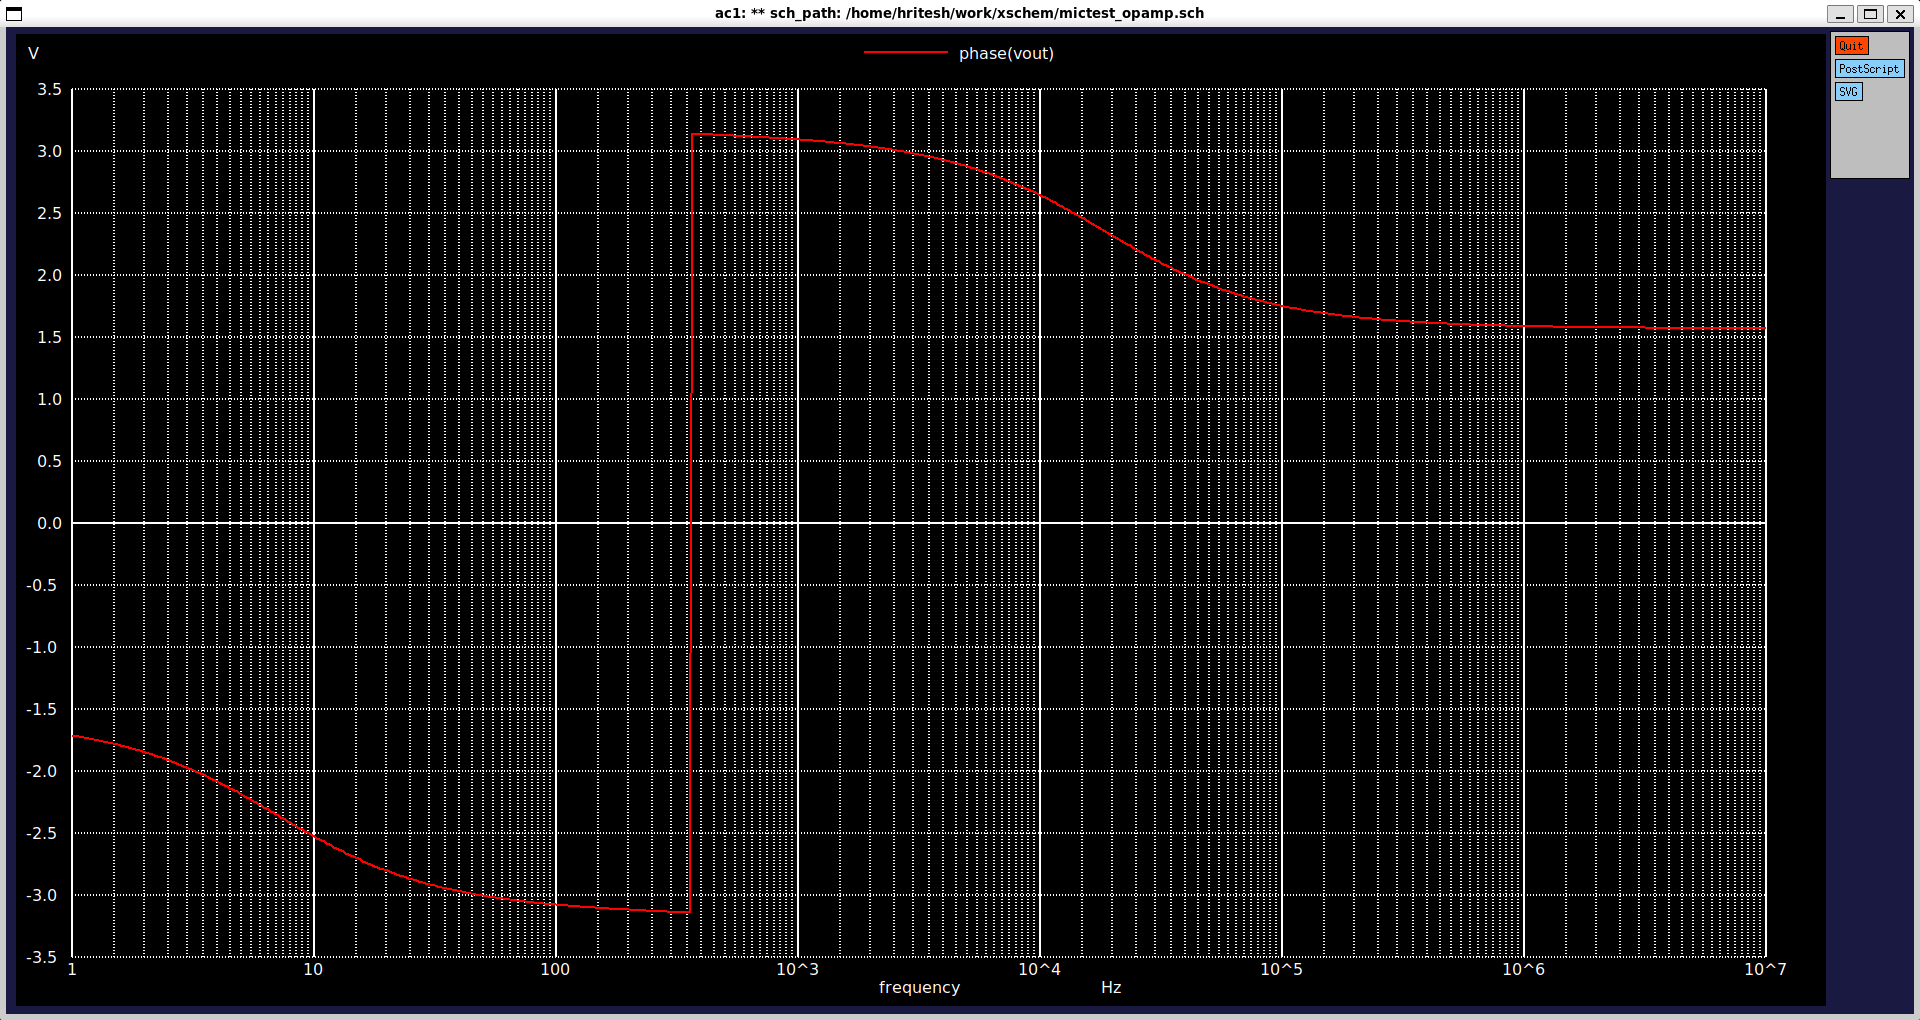 ac1: ** sch_path: /home/hritesh/work/xschem/mictest_opamp.sch
Quit
PostScript
SVG
V
phase(vout)
3.5
3.0
2.5
2.0
1.5
1.0
0.5
0.0
-0.5
-1.0
-1.5
-2.0
-2.5
-3.0
-3.5
1 10 100 10^3 10^4 10^5 10^6 10^7
frequency Hz